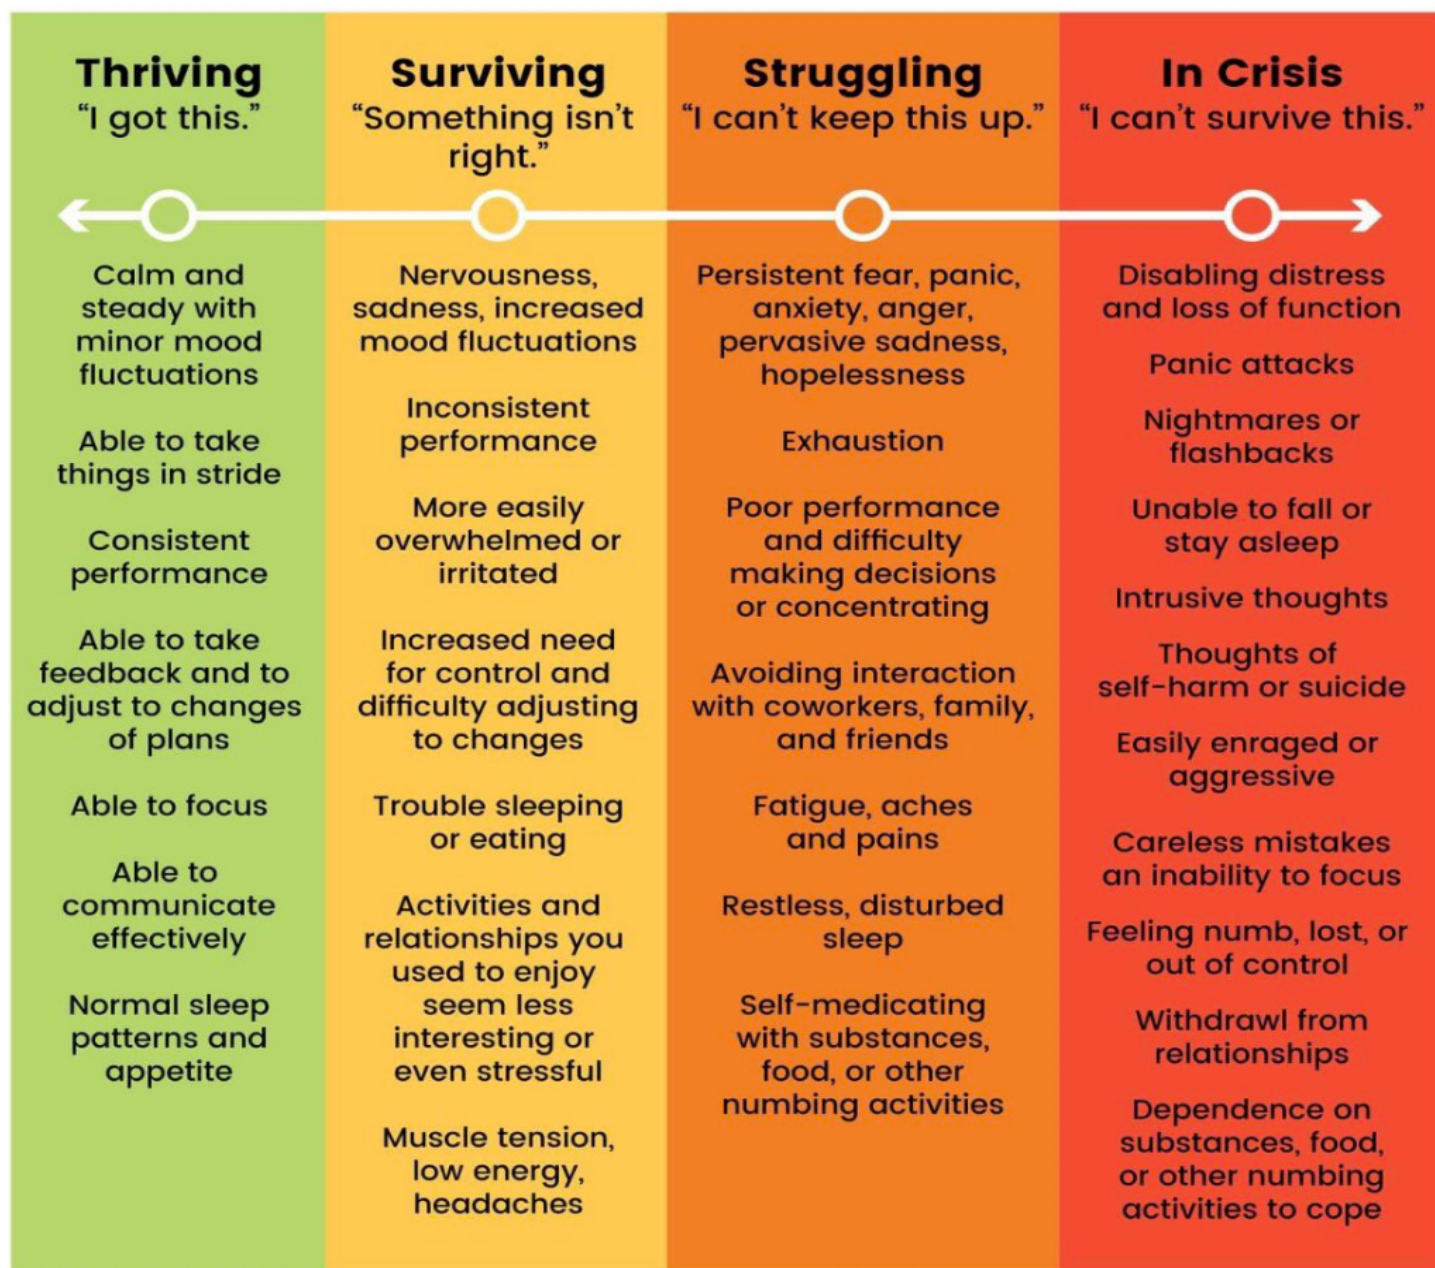 Thriving
“I got this.”
Calm and
steady with
minor mood
fluctuations
Able to take
things in stride
Consistent
performance
Able to take
feedback and to
adjust to changes
of plans
Able to focus
Able to
communicate
effectively
Normal sleep
patterns and
appetite
Surviving
“Something isn’t
right.”
Nervousness,
sadness, increased
mood fluctuations
Inconsistent
performance
More easily
overwhelmed or
irritated
Increased need
for control and
difficulty adjusting
to changes
Trouble sleeping
or eating
Activities and
relationships you
used to enjoy
seem less
interesting or
even stressful
Muscle tension,
low energy,
headaches
Struggling
“I can’t keep this up.”
Persistent fear, panic,
anxiety, anger,
pervasive sadness,
hopelessness
Exhaustion
Poor performance
and difficulty
making decisions
or concentrating
Avoiding interaction
with coworkers, family,
and friends
Fatigue, aches
and pains
Restless, disturbed
sleep
Self-medicating
with substances,
food, or other
numbing activities
In Crisis
“I can’t survive this.”
Disabling distress
and loss of function
Panic attacks
Nightmares or
flashbacks
Unable to fall or
stay asleep
Intrusive thoughts
Thoughts of
self-harm or suicide
Easily enraged or
aggressive
Careless mistakes
an inability to focus
Feeling numb, lost, or
out of control
Withdrawl from
relationships
Dependence on
substances, food,
or other numbing
activities to cope